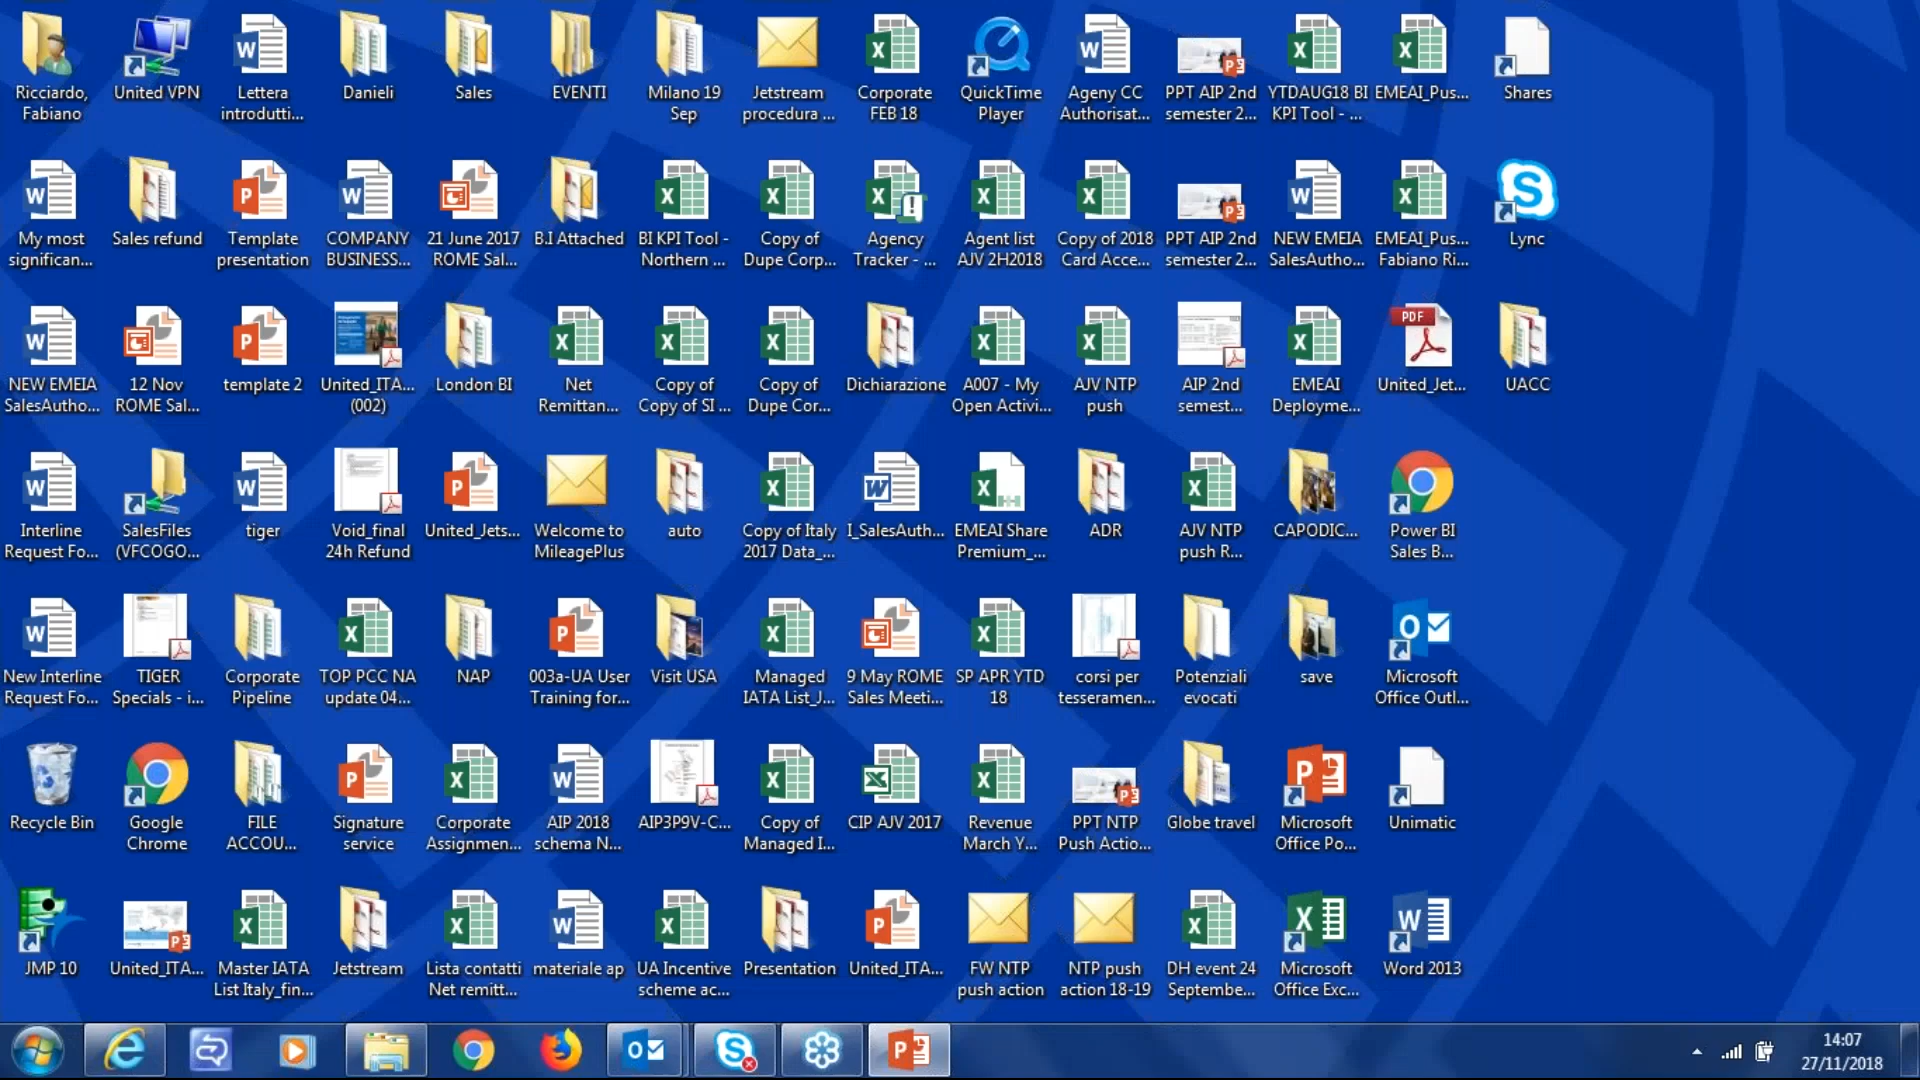 Ricciardo, Fabiano
United VPN
Lettera introdutti...
Danieli
Sales
EVENTI
Milano 19 Sep
Jetstream procedura ...
Corporate FEB 18
QuickTime Player
Ageny CC Authorisat...
PPT AIP 2nd semester 2...
YTDAUG18 BI KPI Tool - ...
EMEAI_Pus...
Shares
My most significan...
Sales refund
Template presentation
COMPANY BUSINESS...
21 June 2017 ROME Sal...
B.I Attached
BI KPI Tool - Northern ...
Copy of Dupe Corp...
Agency Tracker - ...
Agent list AJV 2H2018
Copy of 2018 Card Acce...
PPT AIP 2nd semester 2...
NEW EMEIA SalesAutho...
EMEAI_Pus... Fabiano Ri...
Lync
NEW EMEIA SalesAutho...
12 Nov ROME Sal...
template 2
United_ITA... (002)
London BI
Net Remittan...
Copy of Copy of SI ...
Copy of Dupe Cor...
Dichiarazione
A007 - My Open Activi...
AJV NTP push
AIP 2nd semest...
EMEAI Deployme...
PDF
United_Jet...
UACC
Interline Request Fo...
SalesFiles (VFCOGO...
tiger
Void_final 24h Refund
United_Jets...
Welcome to MileagePlus
auto
Copy of Italy 2017 Data_...
I_SalesAuth...
EMEAI Share Premium_...
ADR
AJV NTP push R...
CAPODIC...
Power BI Sales B...
New Interline Request Fo...
TIGER Specials - i...
Corporate Pipeline
TOP PCC NA update 04...
NAP
003a-UA User Training for...
Visit USA
Managed IATA List_J...
9 May ROME Sales Meeti...
SP APR YTD 18
corsi per tesseramen...
Potenziali evocati
save
Microsoft Office Outl...
Recycle Bin
Google Chrome
FILE ACCOU...
Signature service
Corporate Assignmen...
AIP 2018 schema N...
AIP3P9V-C...
Copy of Managed I...
CIP AJV 2017
Revenue March Y...
PPT NTP Push Actio...
Globe travel
Microsoft Office Po...
Unimatic
JMP 10
United_ITA...
Master IATA List Italy_fin...
Jetstream
Lista contatti Net remitt...
materiale ap
UA Incentive scheme ac...
Presentation
United_ITA...
FW NTP push action
NTP push action 18-19
DH event 24 Septembe...
Microsoft Office Exc...
Word 2013
14:07
27/11/2018